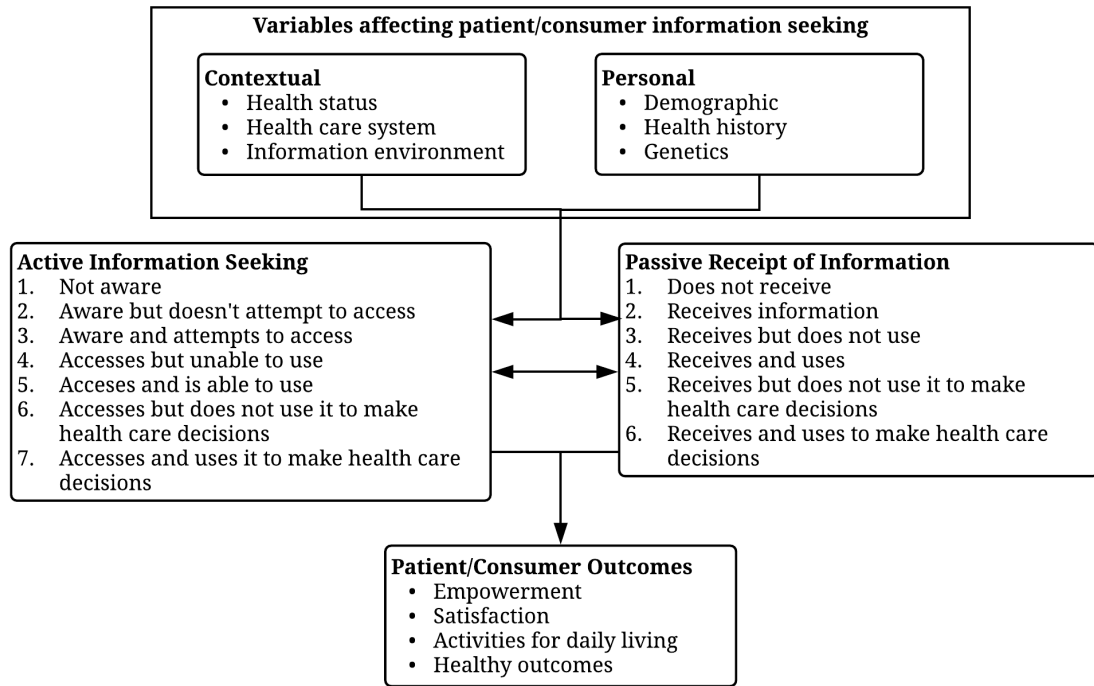 Variables affecting patient/consumer information seeking
Contextual
• Health status
• Health care system
• Information environment
Personal
• Demographic
• Health history
• Genetics
Active Information Seeking
1. Not aware
2. Aware but doesn't attempt to access
3. Aware and attempts to access
4. Accesses but unable to use
5. Acceses and is able to use
6. Accesses but does not use it to make
health care decisions
7. Accesses and uses it to make health care
decisions
Passive Receipt of Information
1. Does not receive
2. Receives information
3. Receives but does not use
4. Receives and uses
5. Receives but does not use it to make
health care decisions
6. Receives and uses to make health care
decisions
Patient/Consumer Outcomes
• Empowerment
• Satisfaction
• Activities for daily living
• Healthy outcomes